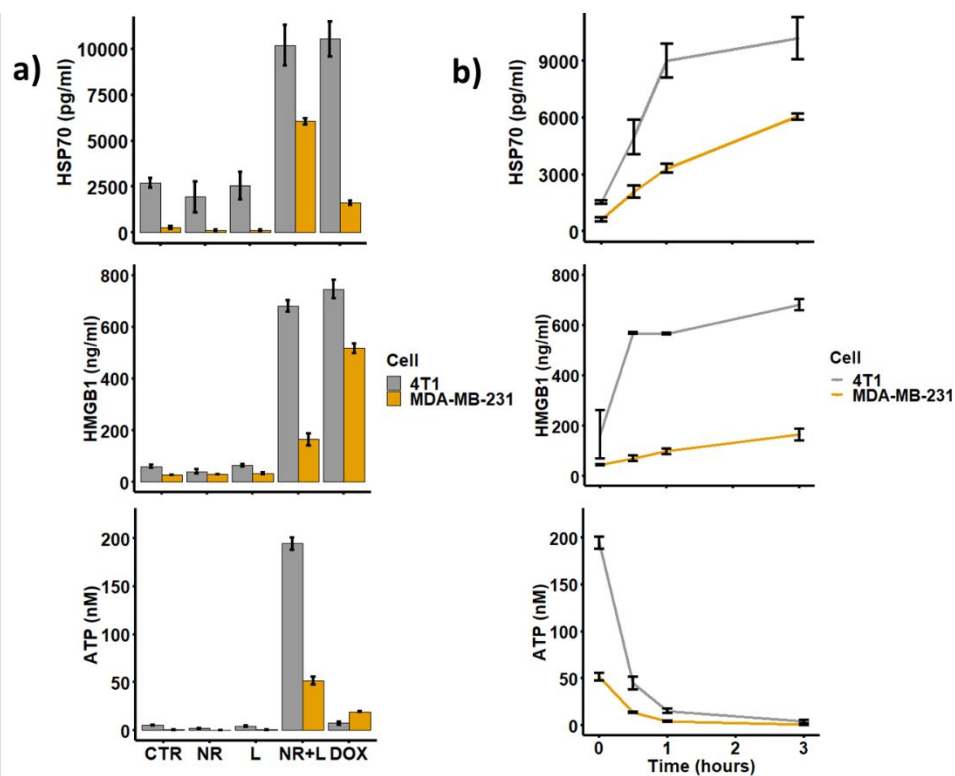 a)
HSP70 (pg/ml)
10000
7500
5000
2500
0
HMGB1 (ng/ml)
800
600
400
200
0
ATP (nM)
200
150
100
50
0
CTR NR L NR+L DOX
Cell
4T1
MDA-MB-231
b)
HSP70 (pg/ml)
9000
6000
3000
0
HMGB1 (ng/ml)
800
600
400
200
0
Cell
4T1
MDA-MB-231
ATP (nM)
200
150
100
50
0
0 1 2 3
Time (hours)